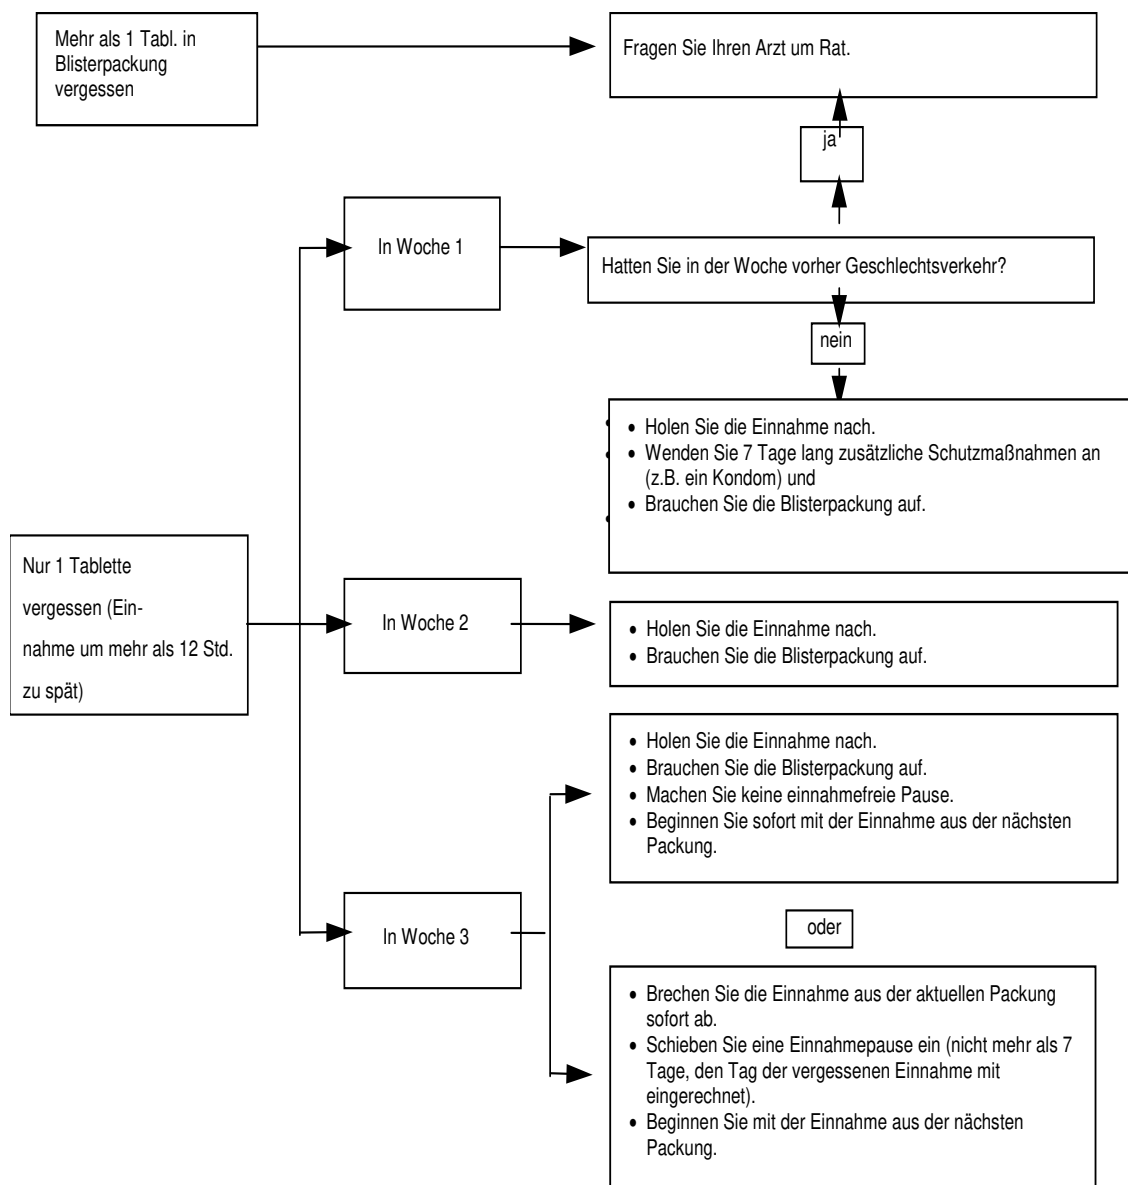 Mehr als 1 Tabl. in
Blisterpackung
vergessen
Fragen Sie Ihren Arzt um Rat.
ja
In Woche 1
Hatten Sie in der Woche vorher Geschlechtsverkehr?
nein
• Holen Sie die Einnahme nach.
• Wenden Sie 7 Tage lang zusätzliche Schutzmaßnahmen an
(z.B. ein Kondom) und
• Brauchen Sie die Blisterpackung auf.
Nur 1 Tablette
vergessen (Ein-
nahme um mehr als 12 Std.
zu spät)
In Woche 2
• Holen Sie die Einnahme nach.
• Brauchen Sie die Blisterpackung auf.
• Holen Sie die Einnahme nach.
• Brauchen Sie die Blisterpackung auf.
• Machen Sie keine einnahmefreie Pause.
• Beginnen Sie sofort mit der Einnahme aus der nächsten
Packung.
In Woche 3
oder
• Brechen Sie die Einnahme aus der aktuellen Packung
sofort ab.
• Schieben Sie eine Einnahmepause ein (nicht mehr als 7
Tage, den Tag der vergessenen Einnahme mit
eingerechnet).
• Beginnen Sie mit der Einnahme aus der nächsten
Packung.